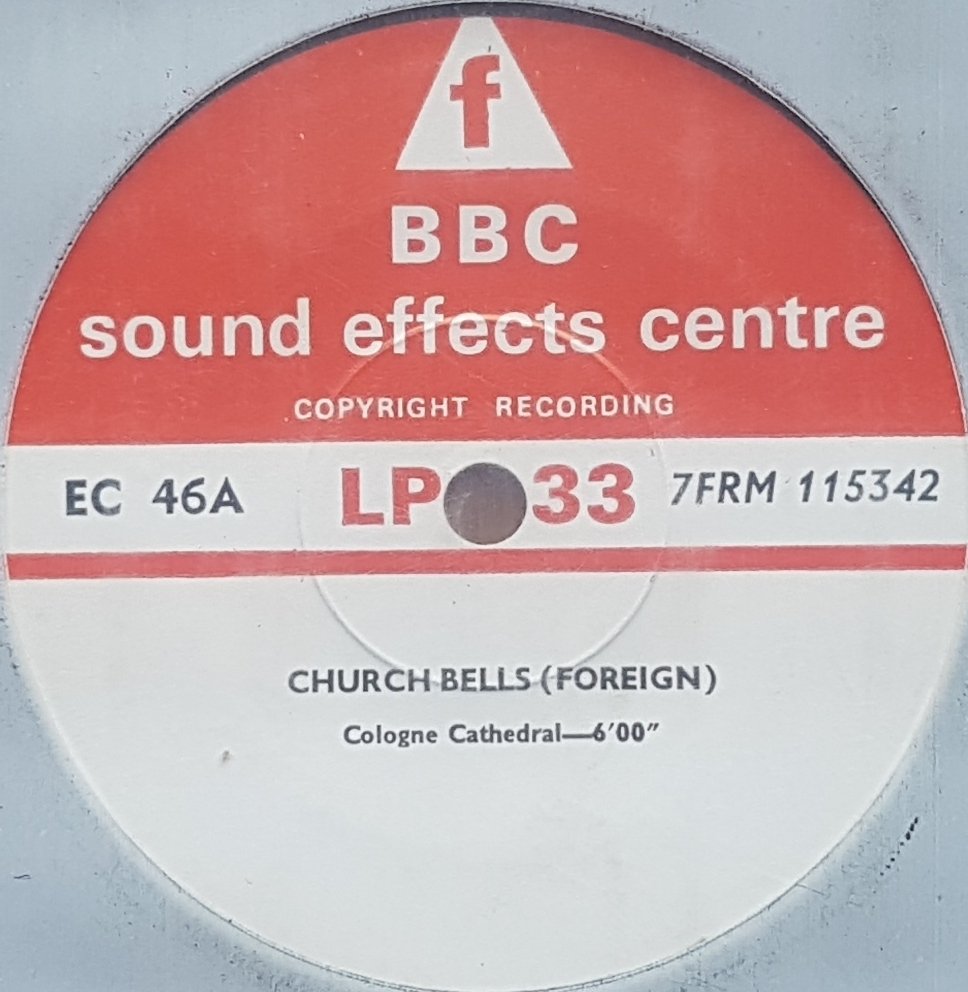 f
BBC
sound effects centre
COPYRIGHT RECORDING
EC 46A LP 33 7FRM 115342
CHURCH BELLS (FOREIGN)
Cologne Cathedral—6′00″